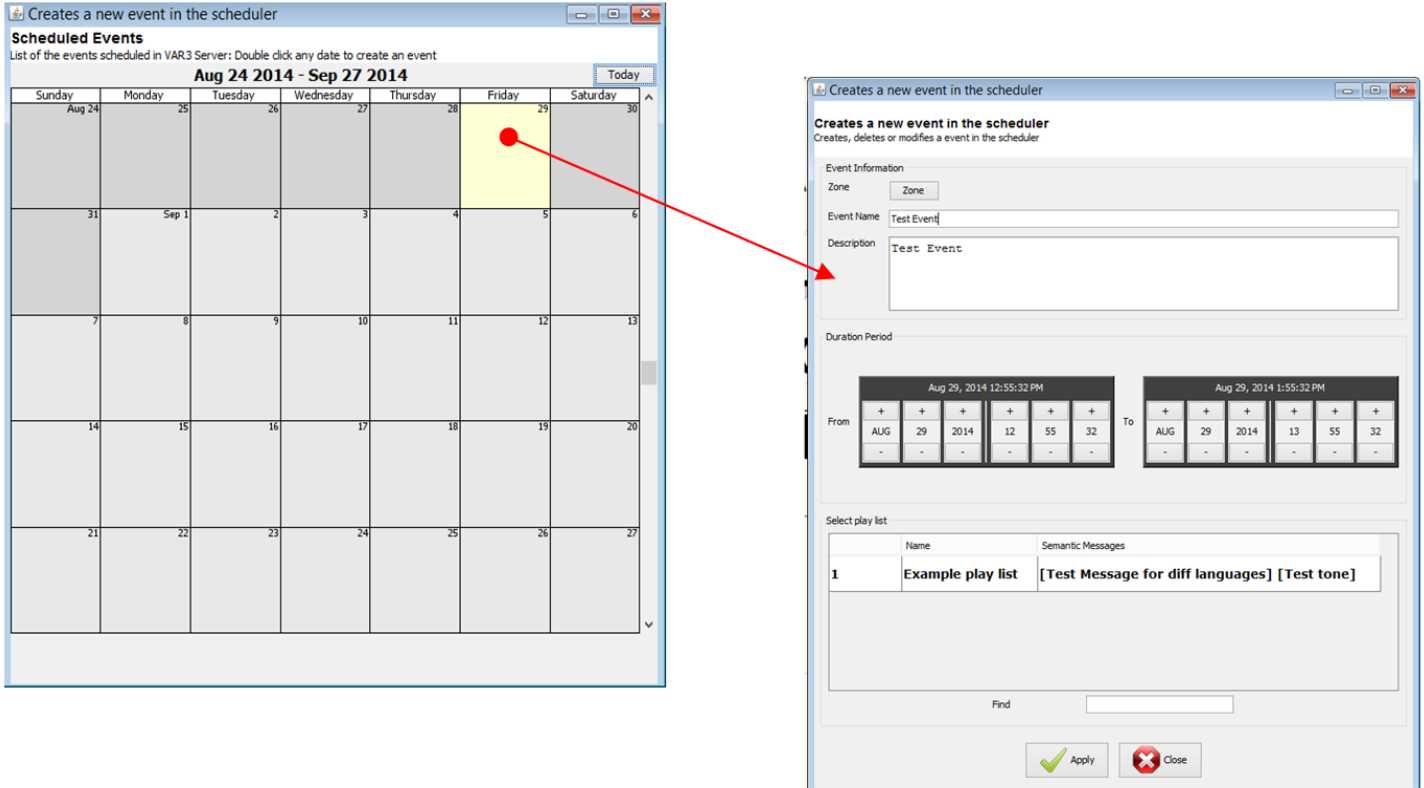 Creates a new event in the scheduler
Scheduled Events
List of the events scheduled in VAR3 Server: Double click any date to create an event
Aug 24 2014 - Sep 27 2014 Today
Sunday Monday Tuesday Wednesday Thursday Friday Saturday
Aug 24 25 26 27 28 29 30
31 Sep 1 2 3 4 5 6
7 8 9 10 11 12 13
14 15 16 17 18 19 20
21 22 23 24 25 26 27
Creates a new event in the scheduler
Creates a new event in the scheduler
Creates, deletes or modifies a event in the scheduler
Event Information
Zone Zone
Event Name Test Event
Description Test Event
Duration Period
Aug 29, 2014 12:55:32 PM Aug 29, 2014 1:55:32 PM
+ + + + + + + + + + + +
From AUG 29 2014 12 55 32 To AUG 29 2014 13 55 32
- - - - - - - - - - - -
Select play list
Name Semantic Messages
1 Example play list [Test Message for diff languages] [Test tone]
Find
Apply Close